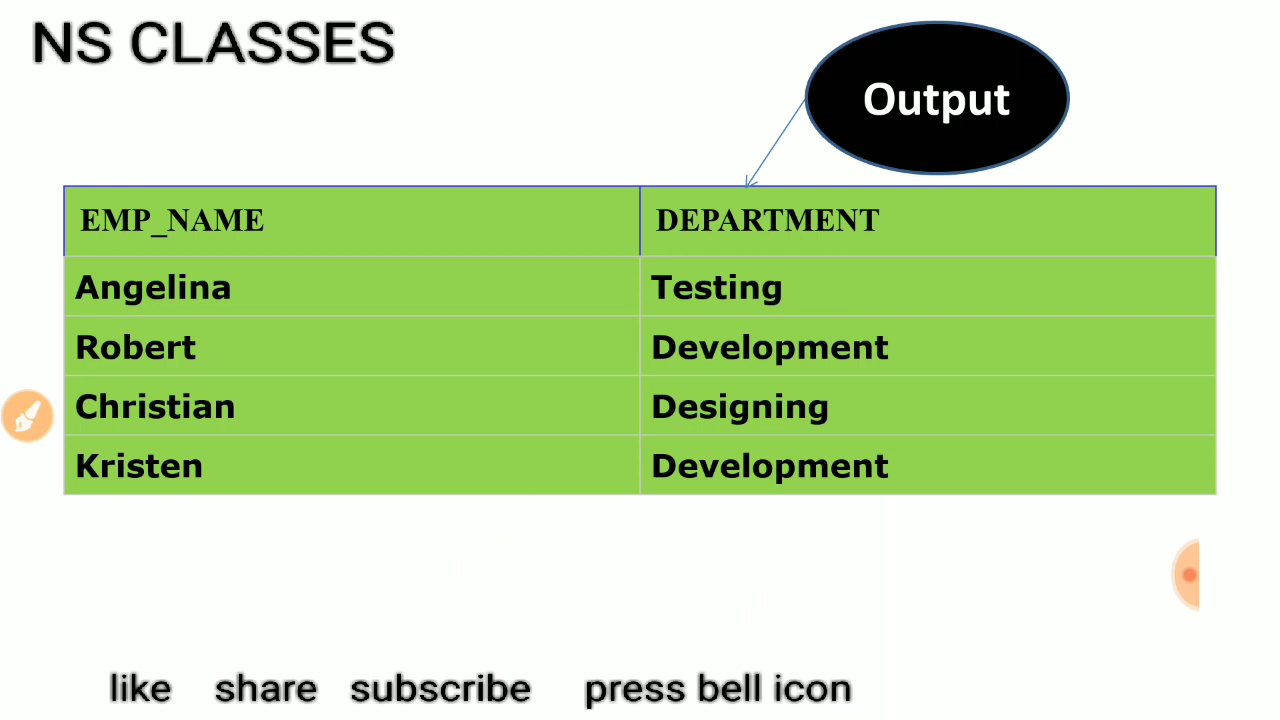 NS CLASSES
Output
EMP_NAME DEPARTMENT
Angelina Testing
Robert Development
Christian Designing
Kristen Development
like share subscribe press bell icon